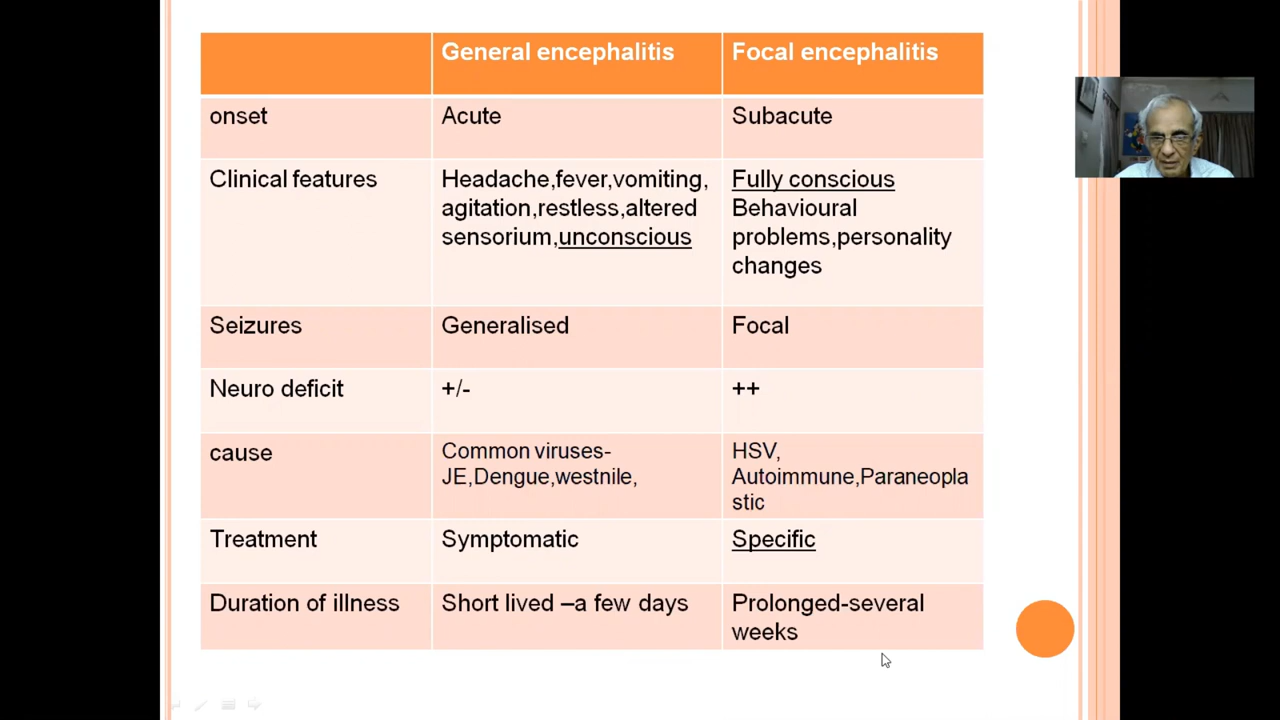 General encephalitis
Focal encephalitis
onset
Acute
Subacute
Clinical features
Headache,fever,vomiting,
agitation,restless,altered
sensorium,unconscious
Fully conscious
Behavioural
problems,personality
changes
Seizures
Generalised
Focal
Neuro deficit
+/-
++
cause
Common viruses-
JE,Dengue,westnile,
HSV,
Autoimmune,Paraneopla
stic
Treatment
Symptomatic
Specific
Duration of illness
Short lived –a few days
Prolonged-several
weeks